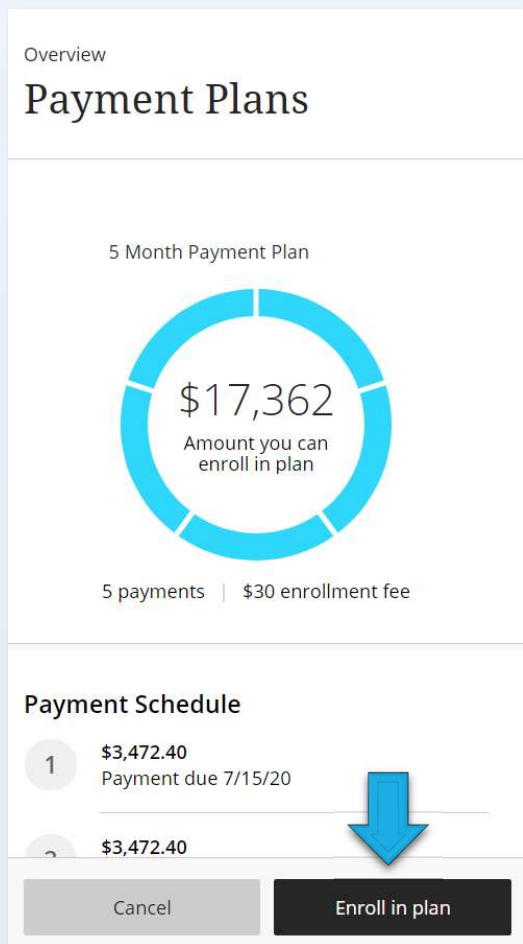 Overview
Payment Plans
5 Month Payment Plan
$17,362
Amount you can
enroll in plan
5 payments | $30 enrollment fee
Payment Schedule
1
$3,472.40
Payment due 7/15/20
$3,472.40
Cancel
Enroll in plan